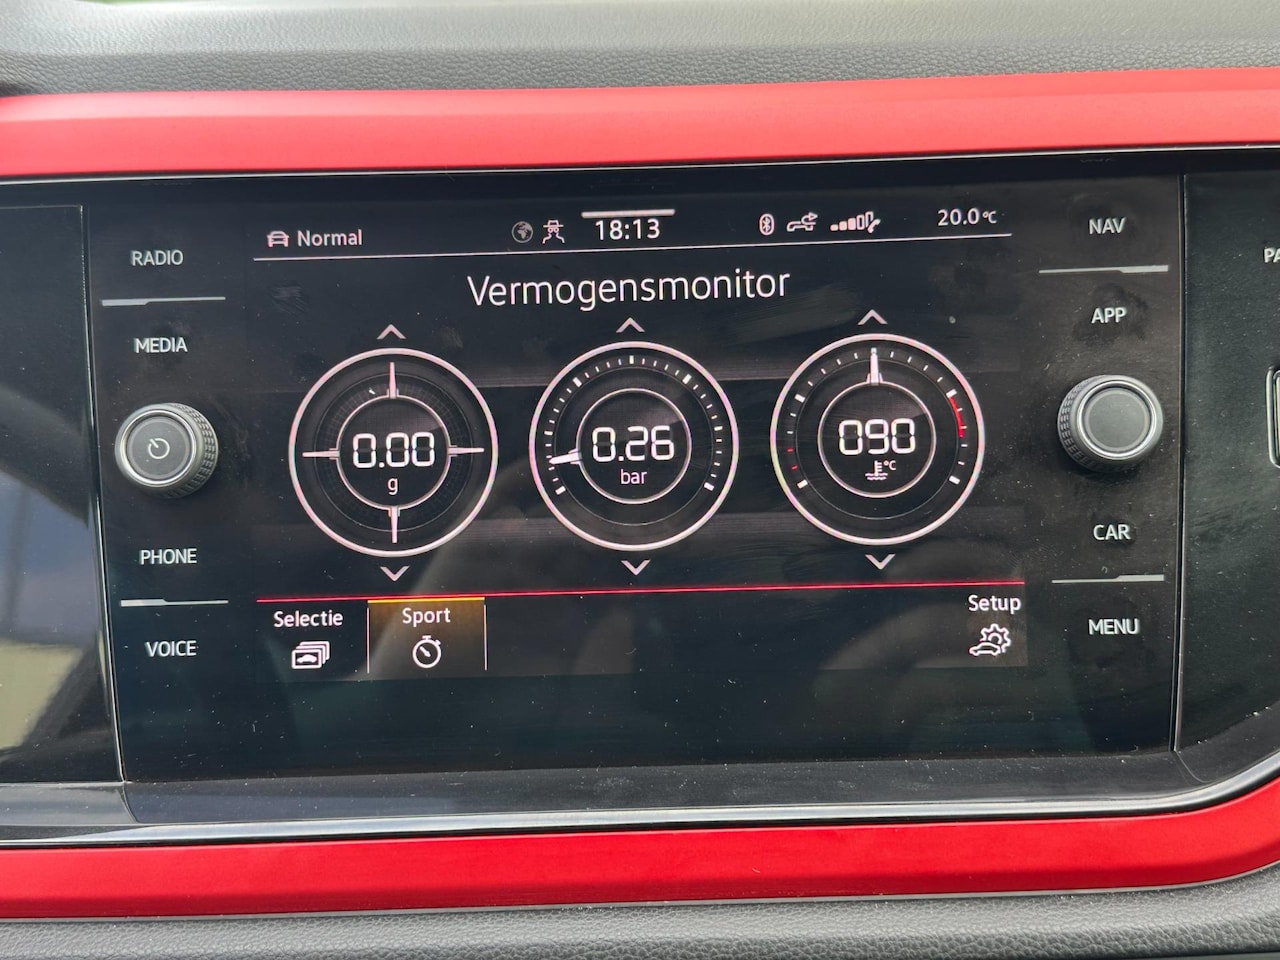 Normal
18:13
20.0°C
Vermogensmonitor
RADIO
MEDIA
PHONE
VOICE
NAV
APP
CAR
MENU
PA
0.00
g
0.26
bar
090
°C
Selectie
Sport
Setup